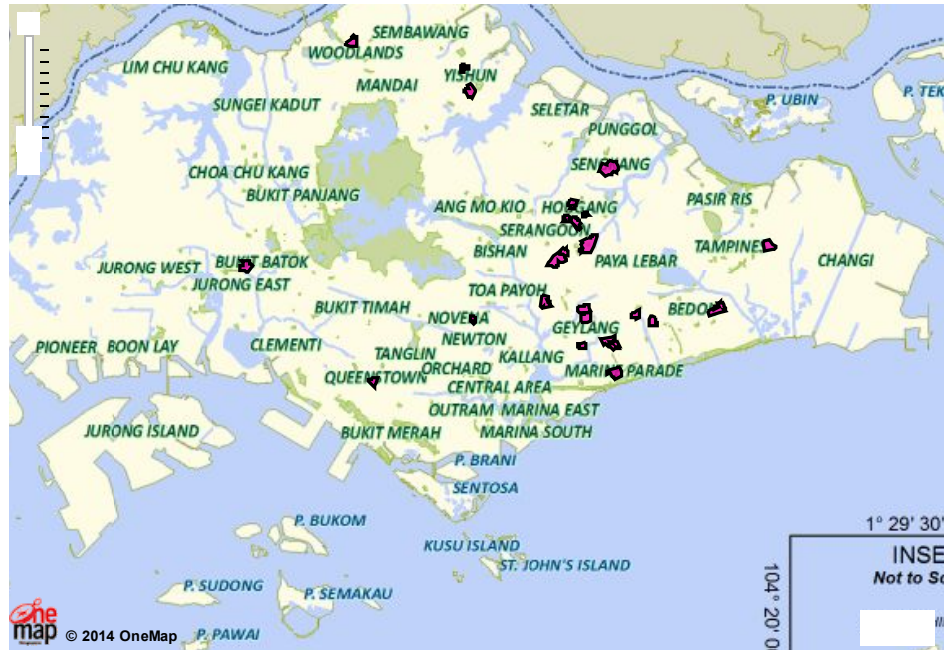 SEMBAWANG
WOODLANDS
LIM CHU KANG
YISHUN
MANDAI
SUNGEI KADUT
P. UBIN
P. TEK
SELETAR
PUNGGOL
CHOA CHU KANG
SENGKANG
BUKIT PANJANG
PASIR RIS
ANG MO KIO
HOUGANG
SERANGOON
BISHAN
TAMPINES
JURONG WEST
BUKIT BATOK
PAYA LEBAR
CHANGI
JURONG EAST
TOA PAYOH
BUKIT TIMAH
NOVENA
BEDOK
GEYLANG
PIONEER
BOON LAY
CLEMENTI
NEWTON
TANGLIN
KALLANG
ORCHARD
QUEENSTOWN
MARINE PARADE
CENTRAL AREA
OUTRAM
MARINA EAST
JURONG ISLAND
BUKIT MERAH
MARINA SOUTH
P. BRANI
SENTOSA
P. BUKOM
KUSU ISLAND
ST. JOHN'S ISLAND
P. SUDONG
P. SEMAKAU
P. PAWAI
1° 29' 30'
INSE
Not to Sc
104° 20' 0
One
map © 2014 OneMap